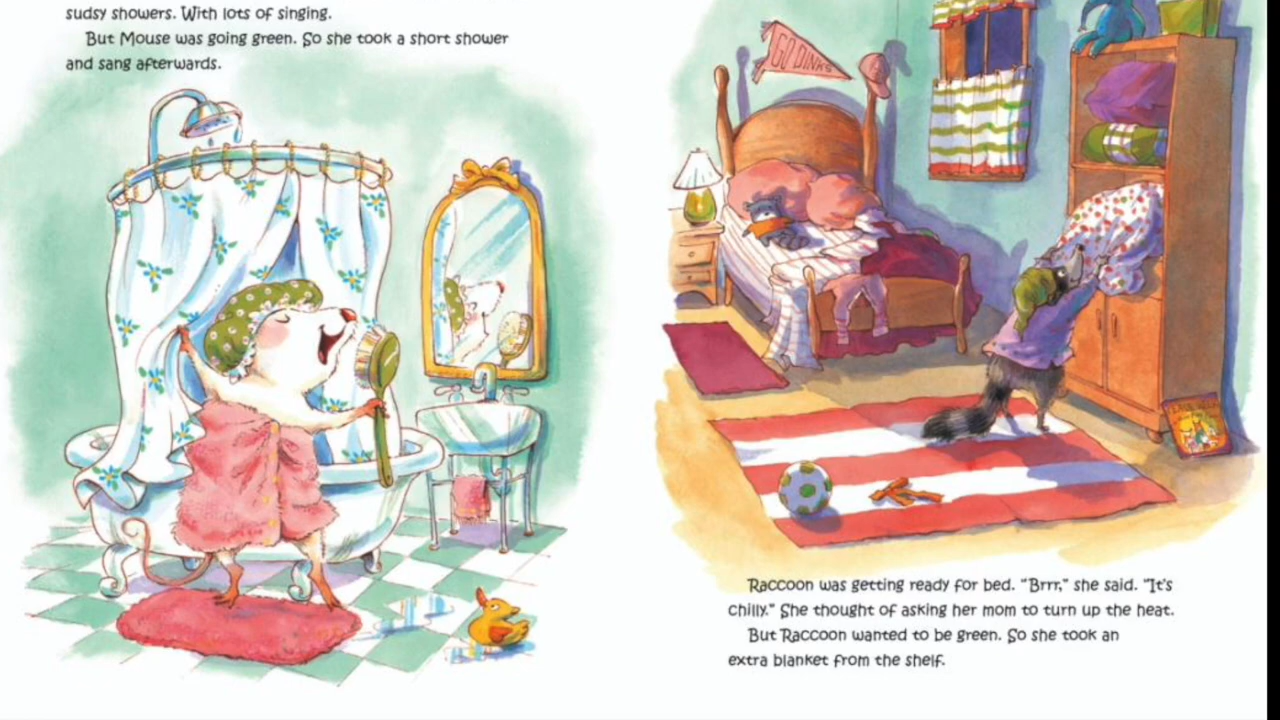 sudsy showers. With lots of singing.
But Mouse was going green. So she took a short shower
and sang afterwards.
GO DINKS
Raccoon was getting ready for bed. "Brrr," she said. "It's
chilly." She thought of asking her mom to turn up the heat.
But Raccoon wanted to be green. So she took an
extra blanket from the shelf.